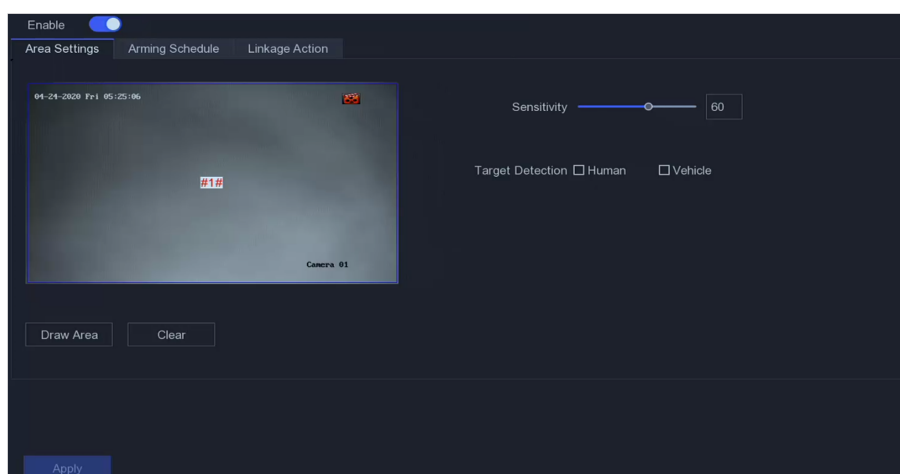 Enable
Area Settings Arming Schedule Linkage Action
04-24-2020 Fri 05:25:06
Sensitivity 60
#1#
Target Detection Human Vehicle
Camera 01
Draw Area Clear
Apply